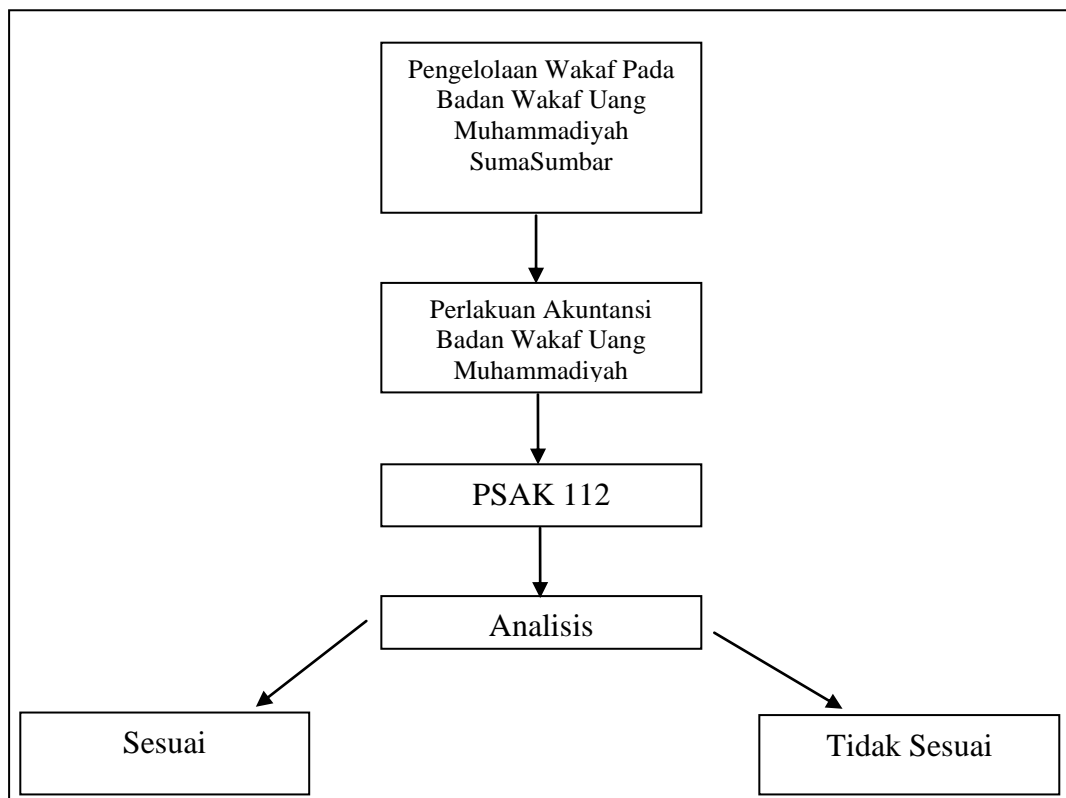 Pengelolaan Wakaf Pada
Badan Wakaf Uang
Muhammadiyah
SumaSumbar
Perlakuan Akuntansi
Badan Wakaf Uang
Muhammadiyah
PSAK 112
Analisis
Sesuai
Tidak Sesuai